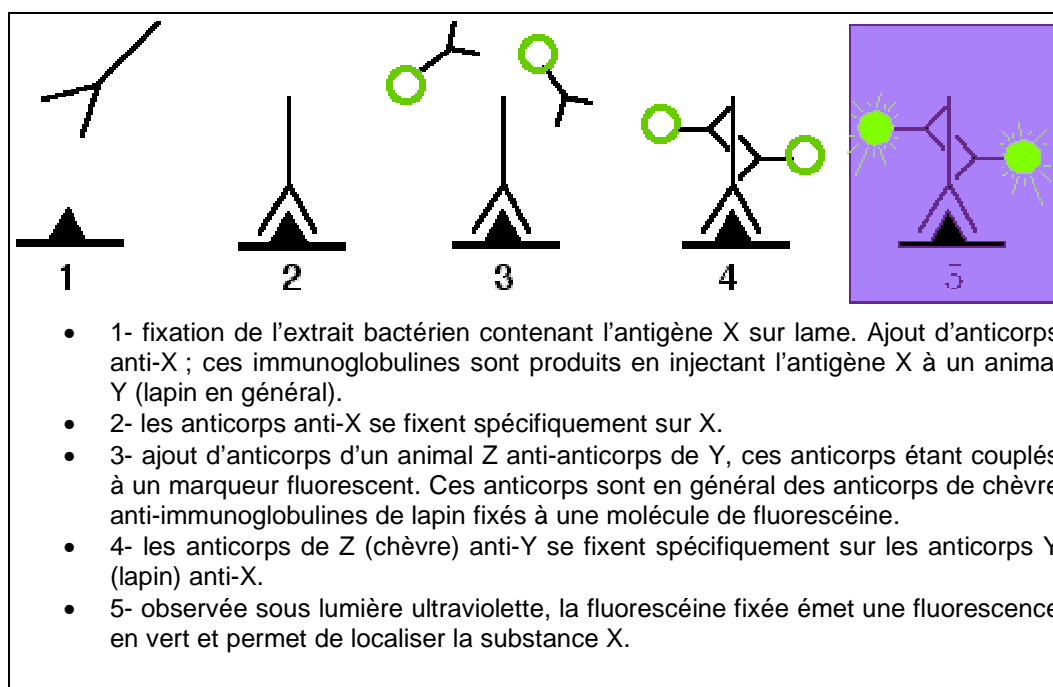 1 2 3 4 5
• 1- fixation de l'extrait bactérien contenant l'antigène X sur lame. Ajout d'anticorps
anti-X ; ces immunoglobulines sont produits en injectant l'antigène X à un anima
Y (lapin en général).
• 2- les anticorps anti-X se fixent spécifiquement sur X.
• 3- ajout d'anticorps d'un animal Z anti-anticorps de Y, ces anticorps étant couplés
à un marqueur fluorescent. Ces anticorps sont en général des anticorps de chèvre
anti-immunoglobulines de lapin fixés à une molécule de fluorescéine.
• 4- les anticorps de Z (chèvre) anti-Y se fixent spécifiquement sur les anticorps Y
(lapin) anti-X.
• 5- observée sous lumière ultraviolette, la fluorescéine fixée émet une fluorescence
en vert et permet de localiser la substance X.